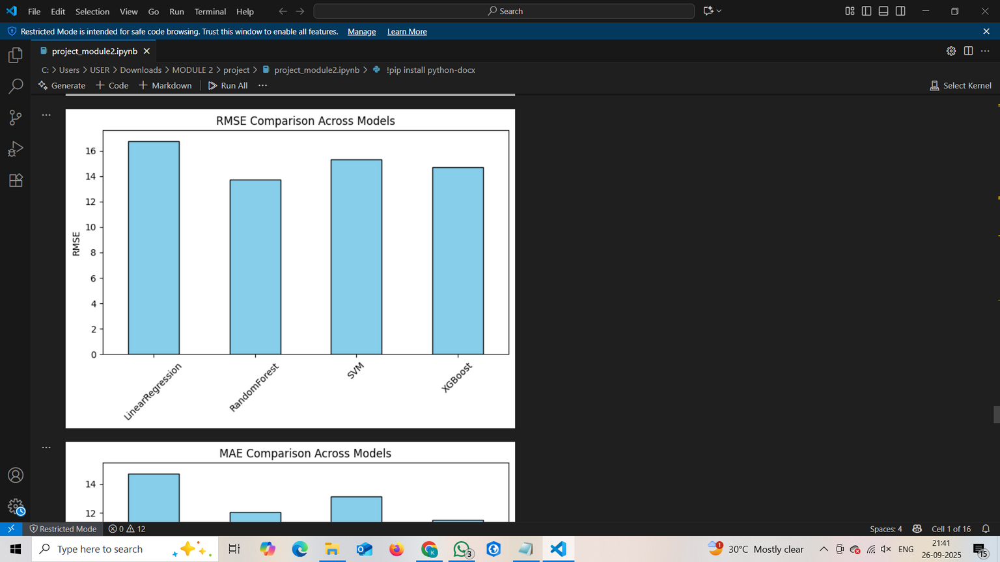 File Edit Selection View Go Run Terminal Help Search
Restricted Mode is intended for safe code browsing. Trust this window to enable all features. Manage Learn More
project_module2.ipynb
C: > Users > USER > Downloads > MODULE 2 > project > project_module2.ipynb > !pip install python-docx
Generate + Code + Markdown Run All ... Select Kernel
RMSE Comparison Across Models
16
14
12
10
8
6
4
2
0
RMSE
LinearRegression RandomForest SVM XGBoost
MAE Comparison Across Models
14
12
Restricted Mode 0 12 Spaces: 4 Cell 1 of 16
Type here to search K 3 1 30°C Mostly clear ENG 21:41 26-09-2025 15